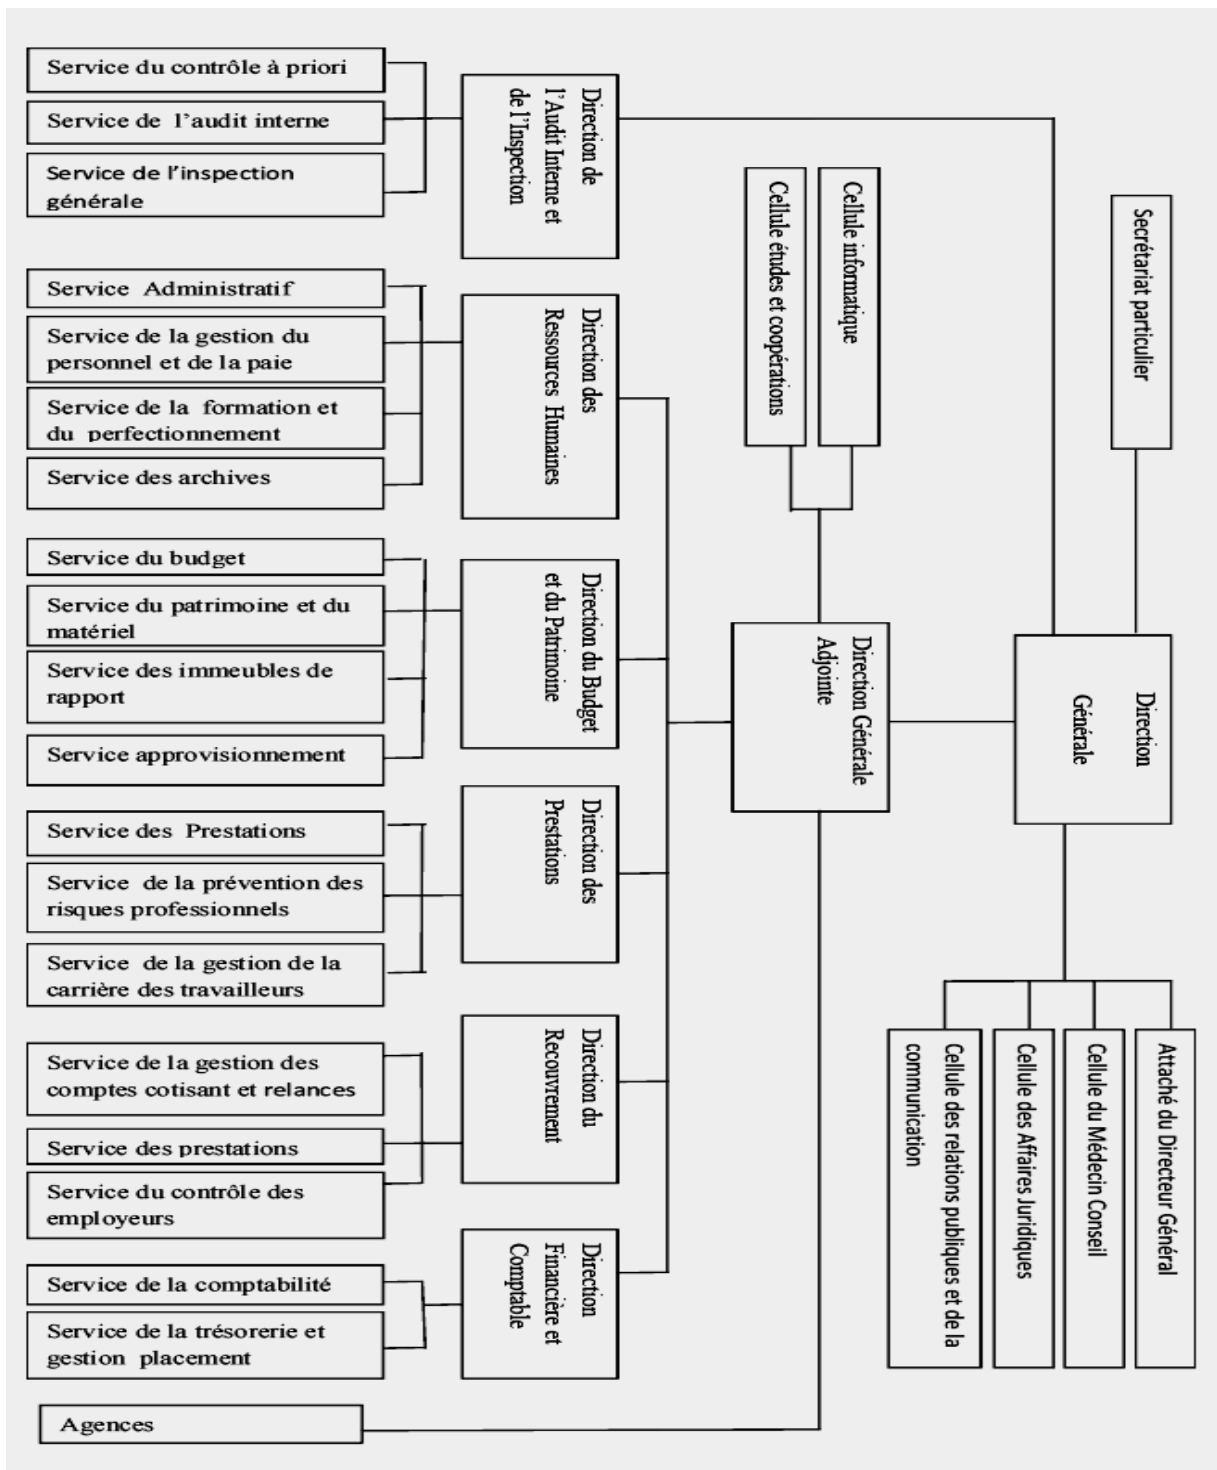 Service du contrôle à priori
Service de l'audit interne
Service de l'inspection
générale
Direction de
l'Audit Interne et
de l'Inspection
Service Administratif
Service de la gestion du
personnel et de la paie
Service de la formation et
du perfectionnement
Service des archives
Direction des
Ressources Humaines
Service du budget
Service du patrimoine et du
matériel
Service des immeubles de
rapport
Service approvisionnement
Direction du Budget
et du Patrimoine
Service des Prestations
Service de la prévention des
risques professionnels
Service de la gestion de la
carrière des travailleurs
Direction des
Prestations
Service de la gestion des
comptes cotisant et relances
Service des prestations
Service du contrôle des
employeurs
Direction du
Recouvrement
Service de la comptabilité
Service de la trésorerie et
gestion placement
Direction
Financière et
Comptable
Agences
Cellule études et coopérations
Cellule informatique
Direction Générale
Adjointe
Secrétariat particulier
Direction
Générale
Attaché du Directeur Général
Cellule du Médecin Conseil
Cellule des Affaires Juridiques
Cellule des relations publiques et de la
communication